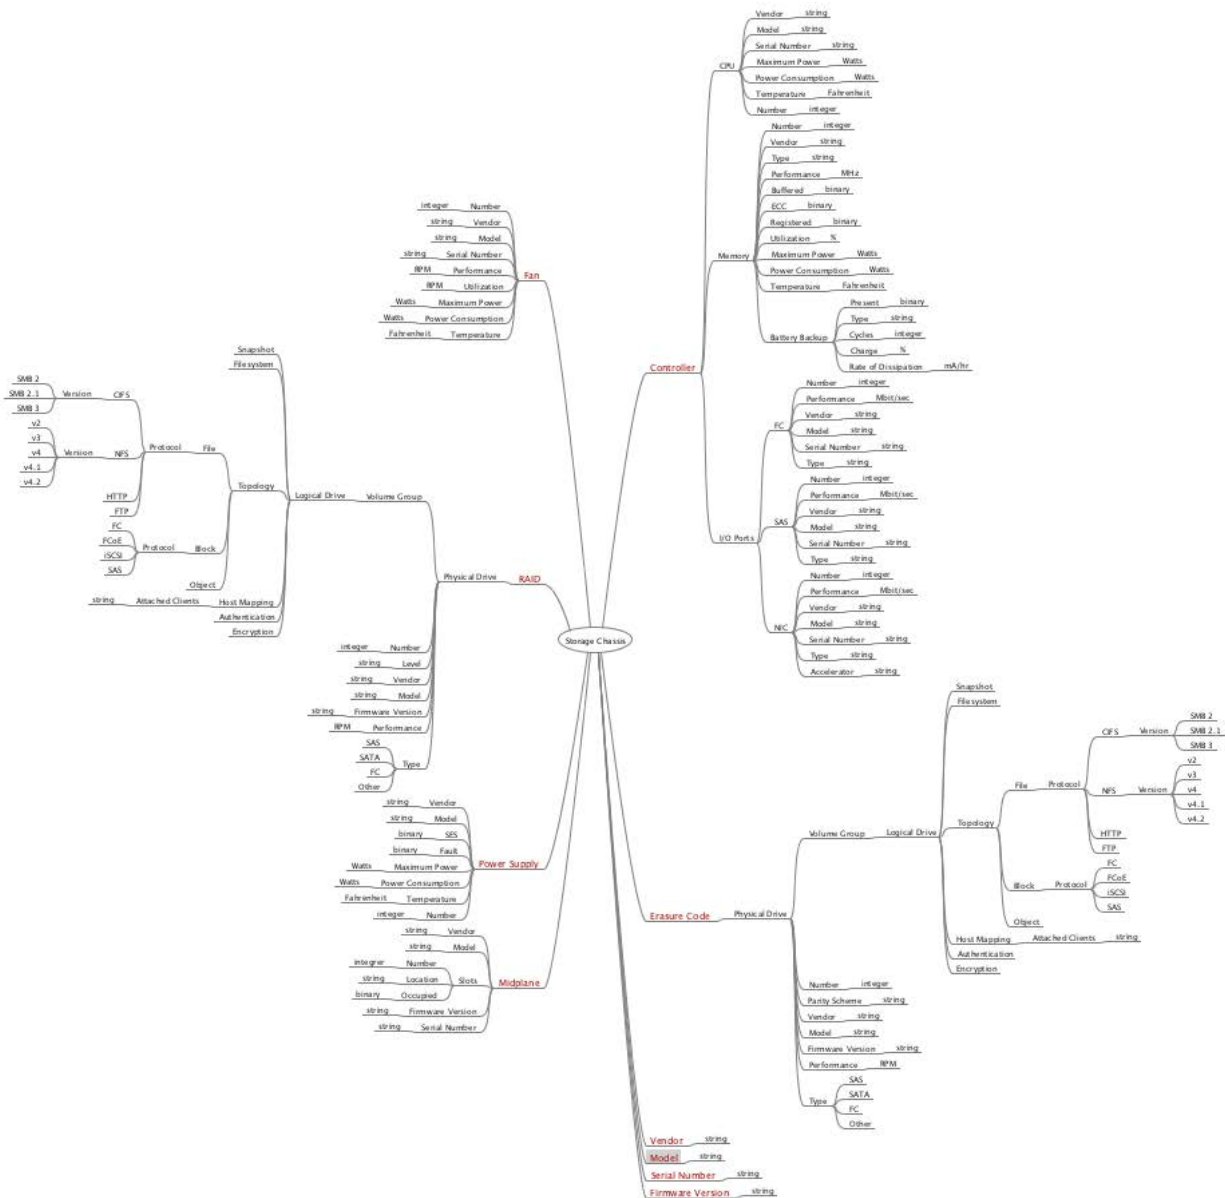 Storage Chassis
Controller
CPU
Vendor string
Model string
Serial Number string
Maximum Power Watts
Power Consumption Watts
Temperature Fahrenheit
Number integer
Memory
Number integer
Vendor string
Type string
Performance MHz
Buffered binary
ECC binary
Registered binary
Utilization %
Maximum Power Watts
Power Consumption Watts
Temperature Fahrenheit
Battery Backup
Present binary
Type string
Cycles integer
Charge %
Rate of Dissipation mA/hr
I/O Ports
FC
Number integer
Performance Mbit/sec
Vendor string
Model string
Serial Number string
Type string
SAS
Number integer
Performance Mbit/sec
Vendor string
Model string
Serial Number string
Type string
NIC
Number integer
Performance Mbit/sec
Vendor string
Model string
Serial Number string
Type string
Accelerator string
Erasure Code
Physical Drive
Volume Group
Logical Drive
Snapshot
Filesystem
Topology
File
Protocol
CIFS
Version
SMB 2
SMB 2.1
SMB 3
NFS
Version
v2
v3
v4
v4.1
v4.2
HTTP
FTP
Block
Protocol
FC
FCoE
iSCSI
SAS
Object
Host Mapping Attached Clients string
Authentication
Encryption
Number integer
Parity Scheme string
Vendor string
Model string
Firmware Version string
Performance RPM
Type
SAS
SATA
FC
Other
Vendor string
Model string
Serial Number string
Firmware Version string
Fan
integer Number
string Vendor
string Model
string Serial Number
RPM Performance
RPM Utilization
Watts Maximum Power
Watts Power Consumption
Fahrenheit Temperature
RAID
Physical Drive
Volume Group
Logical Drive
Snapshot
Filesystem
Topology
File
Protocol
CIFS
Version
SMB 2
SMB 2.1
SMB 3
NFS
Version
v2
v3
v4
v4.1
v4.2
HTTP
FTP
Block
Protocol
FC
FCoE
iSCSI
SAS
Object
string Attached Clients Host Mapping
Authentication
Encryption
integer Number
string Level
string Vendor
string Model
string Firmware Version
RPM Performance
Type
SAS
SATA
FC
Other
Power Supply
string Vendor
string Model
binary SES
binary Fault
Watts Maximum Power
Watts Power Consumption
Fahrenheit Temperature
integer Number
Midplane
string Vendor
string Model
Slots
integrer Number
string Location
binary Occupied
string Firmware Version
string Serial Number